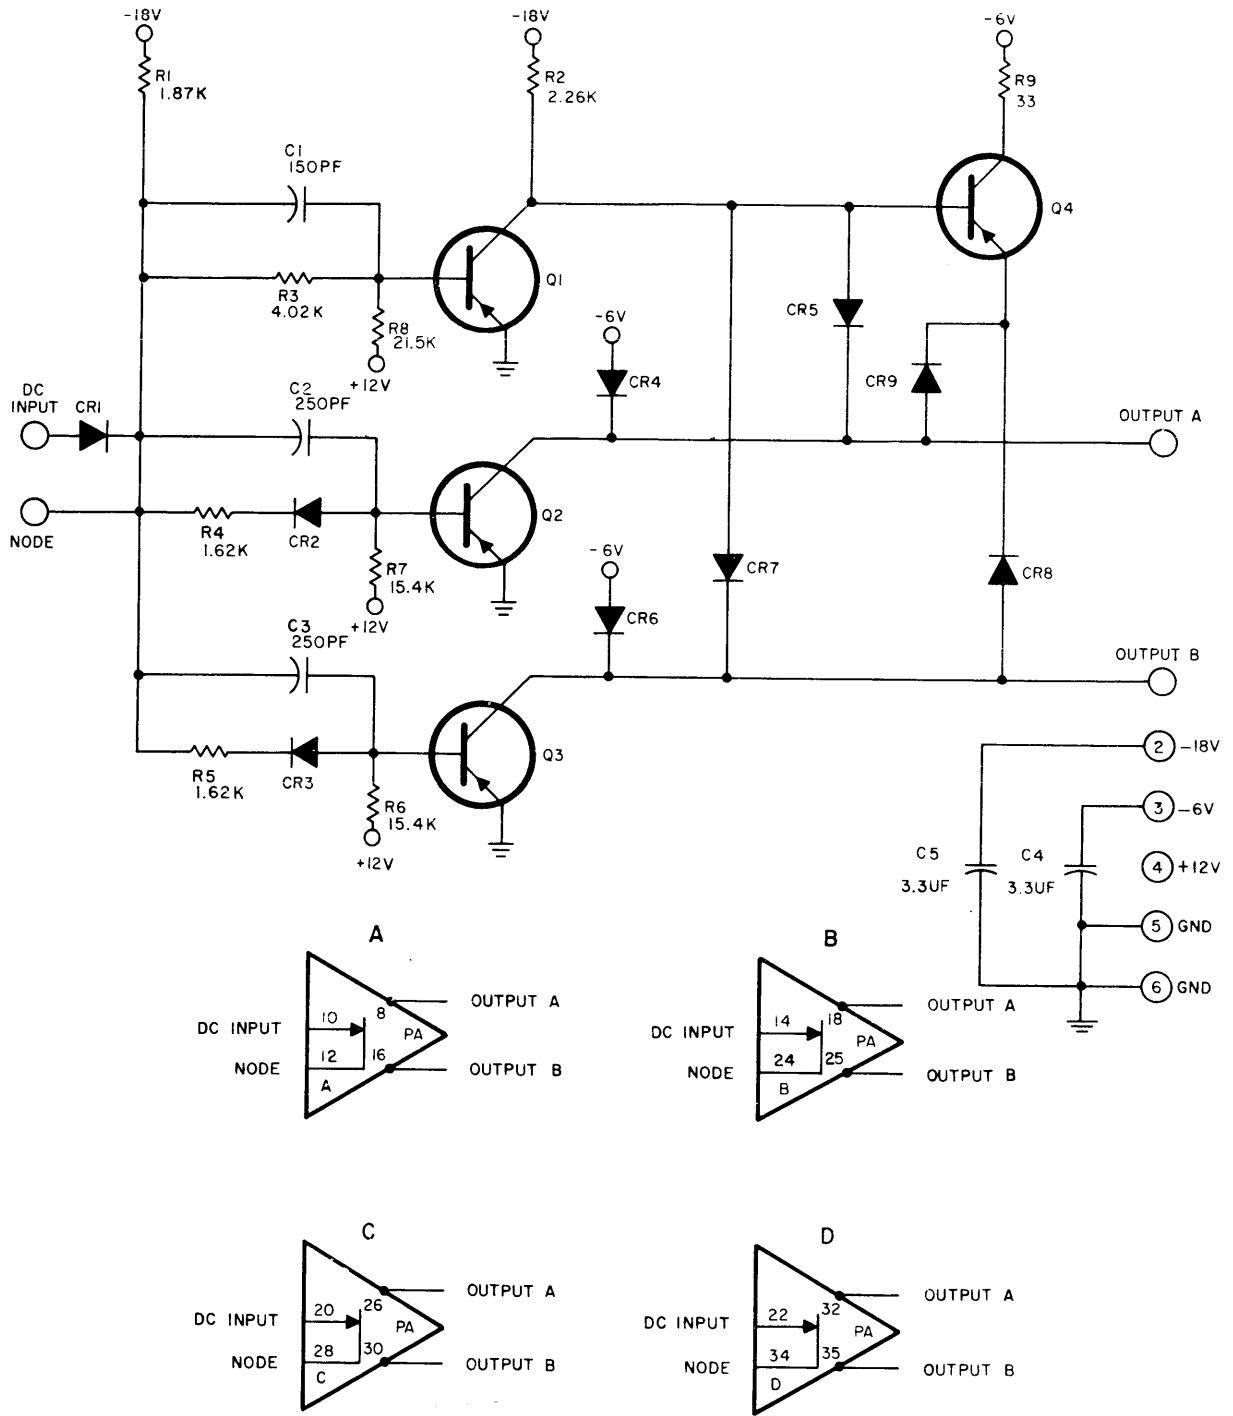 -18V
R1
1.87K
-18V
R2
2.26K
-6V
R9
33
C1
150PF
Q4
R3
4.02K
Q1
R8
21.5K
+12V
-6V
CR4
CR5
CR9
DC
INPUT
CR1
C2
250PF
OUTPUT A
NODE
R4
1.62K
CR2
Q2
R7
15.4K
+12V
-6V
CR6
CR7
CR8
C3
250PF
OUTPUT B
R5
1.62K
CR3
Q3
R6
15.4K
+12V
2 -18V
3 -6V
C5
3.3UF
C4
3.3UF
4 +12V
5 GND
6 GND
A
DC INPUT 10 8 PA OUTPUT A
NODE 12 16 OUTPUT B
A
B
DC INPUT 14 18 PA OUTPUT A
NODE 24 25 OUTPUT B
B
C
DC INPUT 20 26 PA OUTPUT A
NODE 28 30 OUTPUT B
C
D
DC INPUT 22 32 PA OUTPUT A
NODE 34 35 OUTPUT B
D